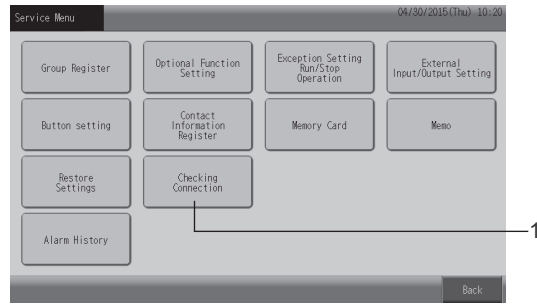 Service Menu
04/30/2015(Thu) 10:20
Group Register
Optional Function
Setting
Exception Setting
Run/Stop
Operation
External
Input/Output Setting
Button setting
Contact
Information
Register
Memory Card
Memo
Restore
Settings
Checking
Connection
1
Alarm History
Back